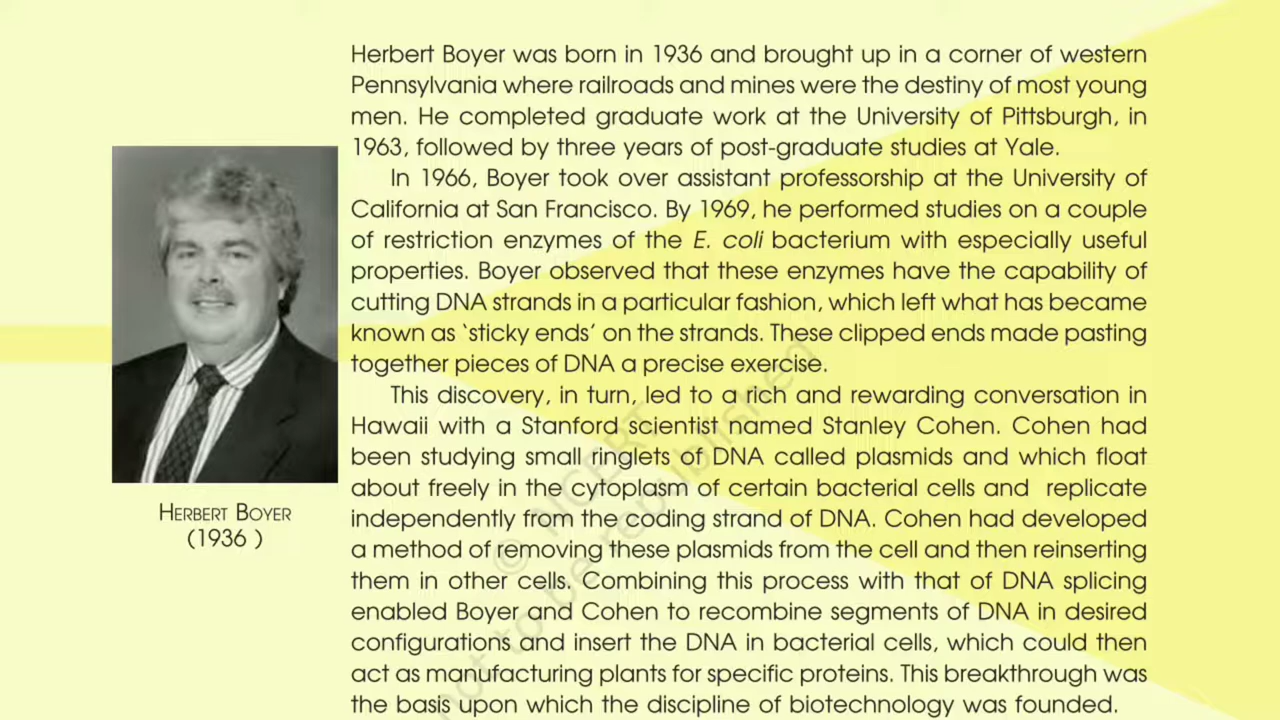 Herbert Boyer was born in 1936 and brought up in a corner of western
Pennsylvania where railroads and mines were the destiny of most young
men. He completed graduate work at the University of Pittsburgh, in
1963, followed by three years of post-graduate studies at Yale.
In 1966, Boyer took over assistant professorship at the University of
California at San Francisco. By 1969, he performed studies on a couple
of restriction enzymes of the E. coli bacterium with especially useful
properties. Boyer observed that these enzymes have the capability of
cutting DNA strands in a particular fashion, which left what has became
known as ‘sticky ends’ on the strands. These clipped ends made pasting
together pieces of DNA a precise exercise.
This discovery, in turn, led to a rich and rewarding conversation in
Hawaii with a Stanford scientist named Stanley Cohen. Cohen had
been studying small ringlets of DNA called plasmids and which float
about freely in the cytoplasm of certain bacterial cells and replicate
independently from the coding strand of DNA. Cohen had developed
a method of removing these plasmids from the cell and then reinserting
them in other cells. Combining this process with that of DNA splicing
enabled Boyer and Cohen to recombine segments of DNA in desired
configurations and insert the DNA in bacterial cells, which could then
act as manufacturing plants for specific proteins. This breakthrough was
the basis upon which the discipline of biotechnology was founded.
HERBERT BOYER
(1936 )
© NCERT
not to be republished